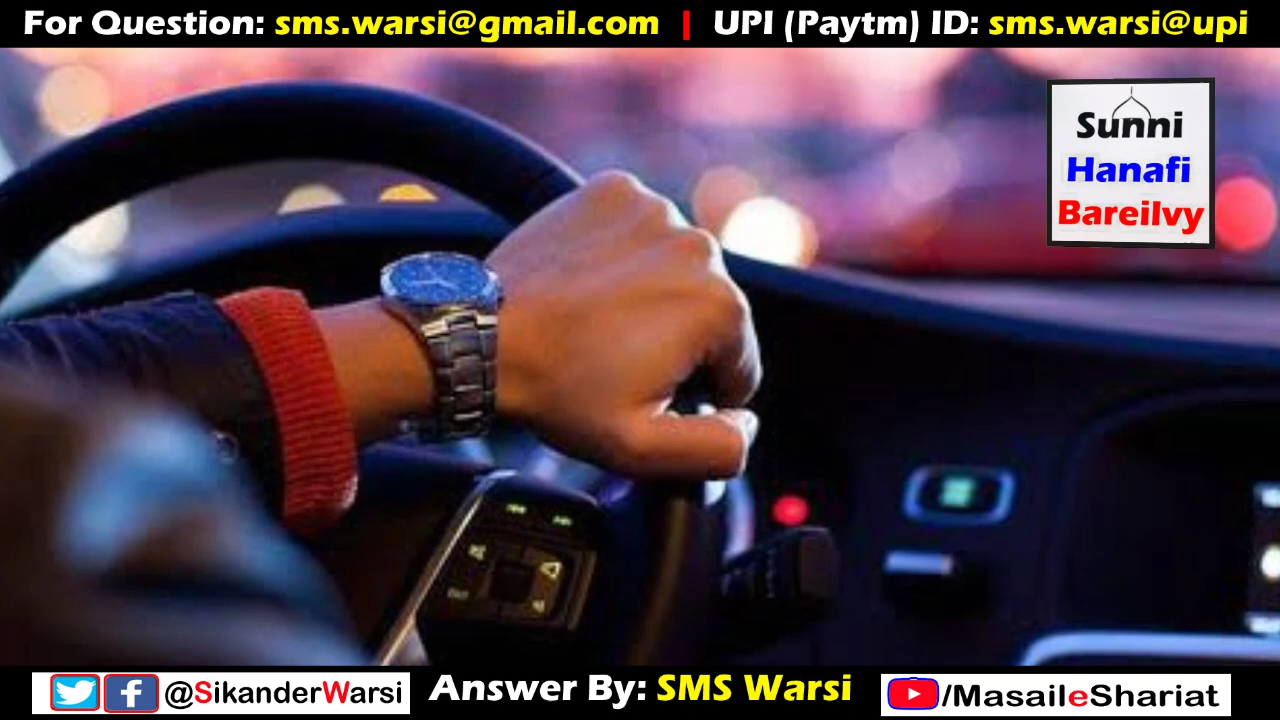 For Question: sms.warsi@gmail.com | UPI (Paytm) ID: sms.warsi@upi
Sunni
Hanafi
Bareilvy
@SikanderWarsi
Answer By: SMS Warsi
/MasaileShariat